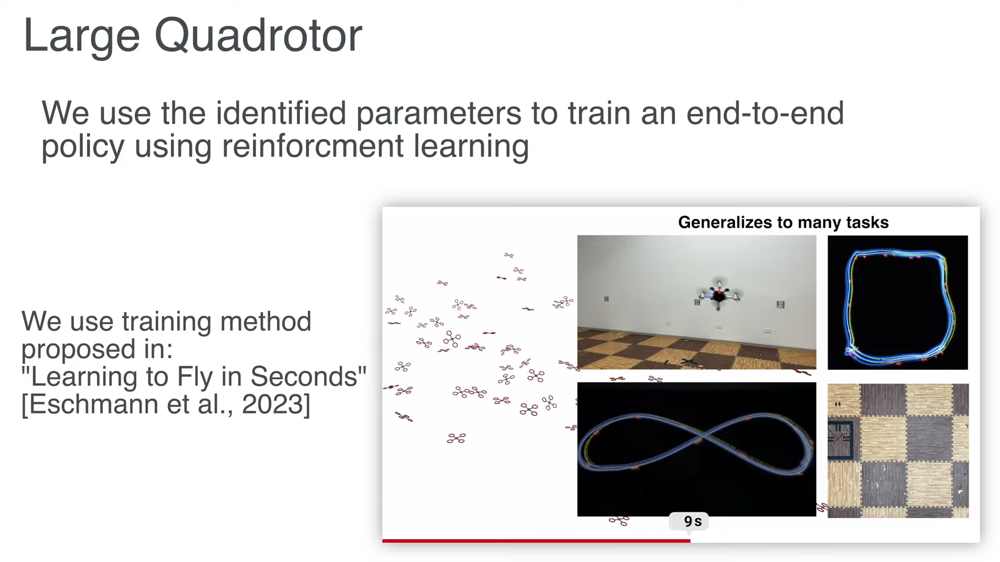 Large Quadrotor
We use the identified parameters to train an end-to-end
policy using reinforcment learning
We use training method
proposed in:
"Learning to Fly in Seconds"
[Eschmann et al., 2023]
Generalizes to many tasks
9s